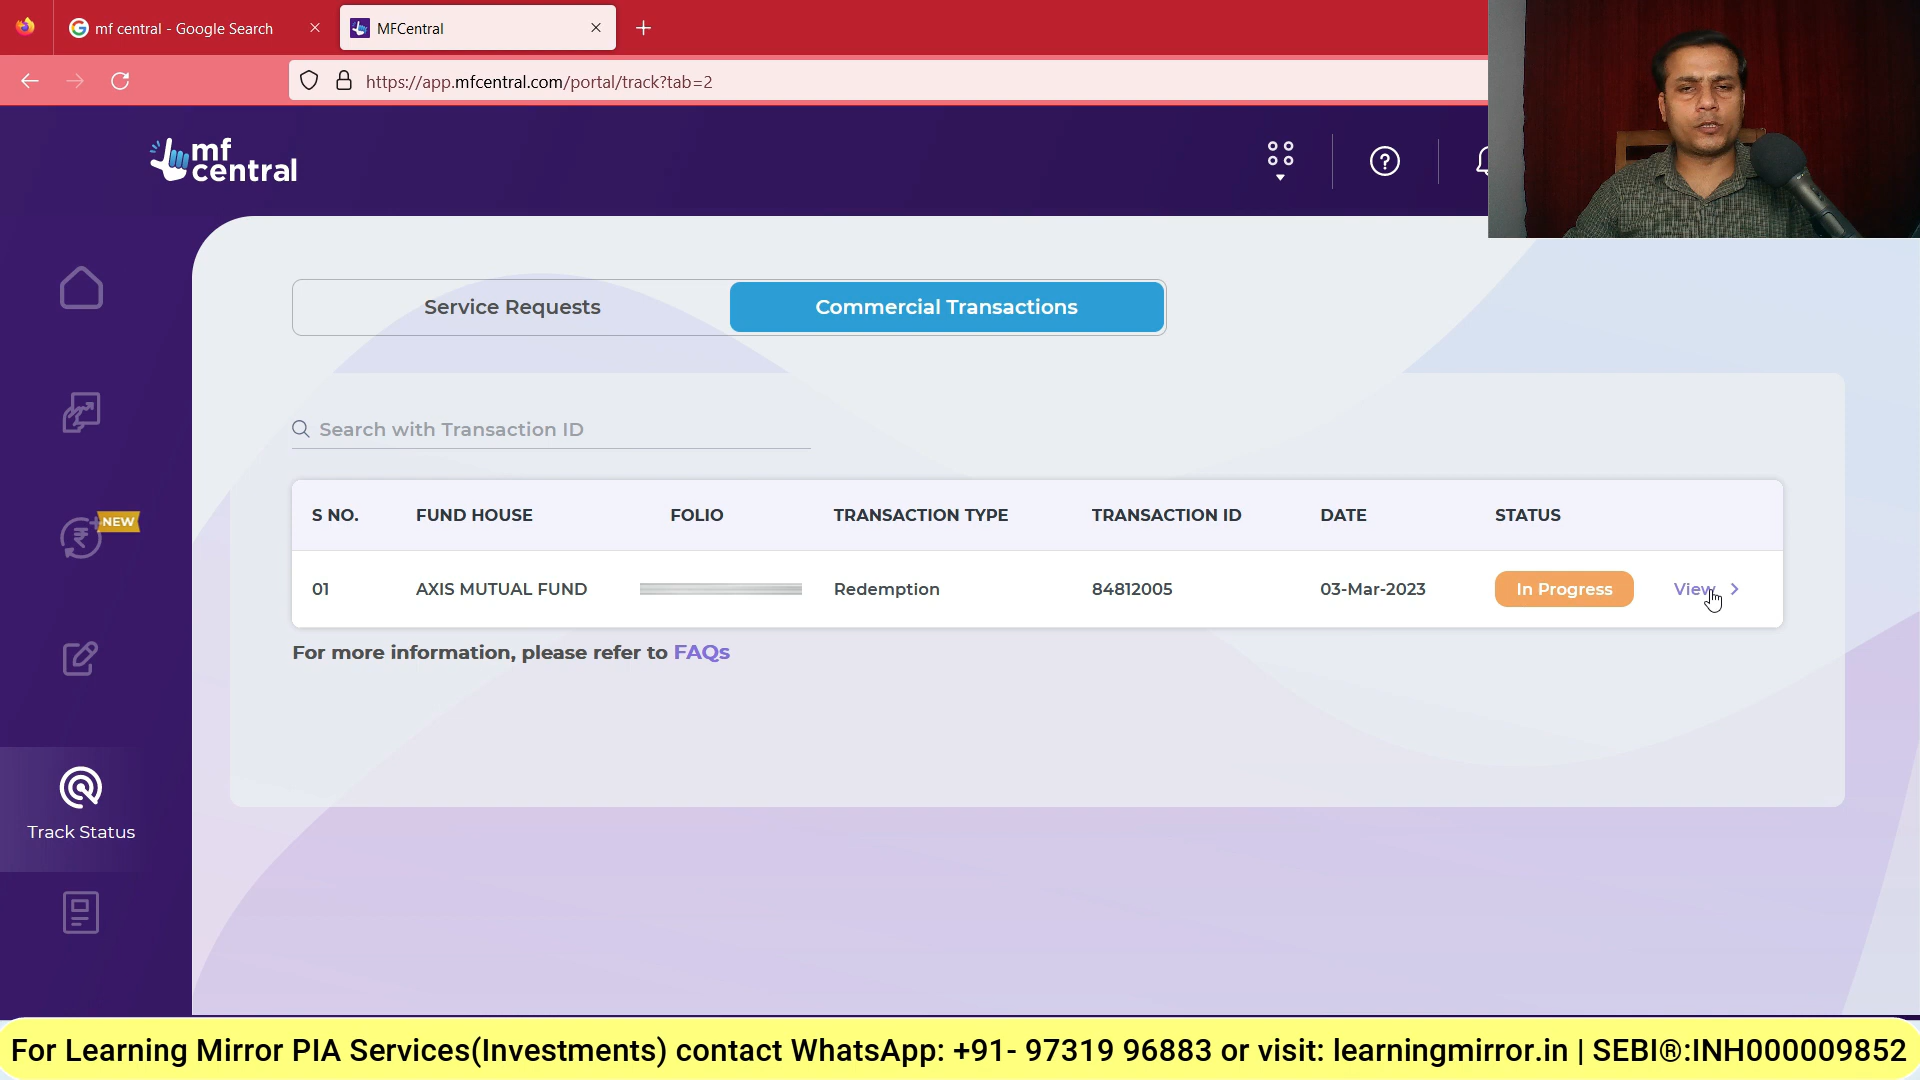 mf central - Google Search
MFCentral
https://app.mfcentral.com/portal/track?tab=2
mf
central
Service Requests
Commercial Transactions
Search with Transaction ID
S NO. FUND HOUSE FOLIO TRANSACTION TYPE TRANSACTION ID DATE STATUS
01 AXIS MUTUAL FUND Redemption 84812005 03-Mar-2023 In Progress View
For more information, please refer to FAQs
NEW
Track Status
For Learning Mirror PIA Services(Investments) contact WhatsApp: +91- 97319 96883 or visit: learningmirror.in | SEBI®:INH000009852